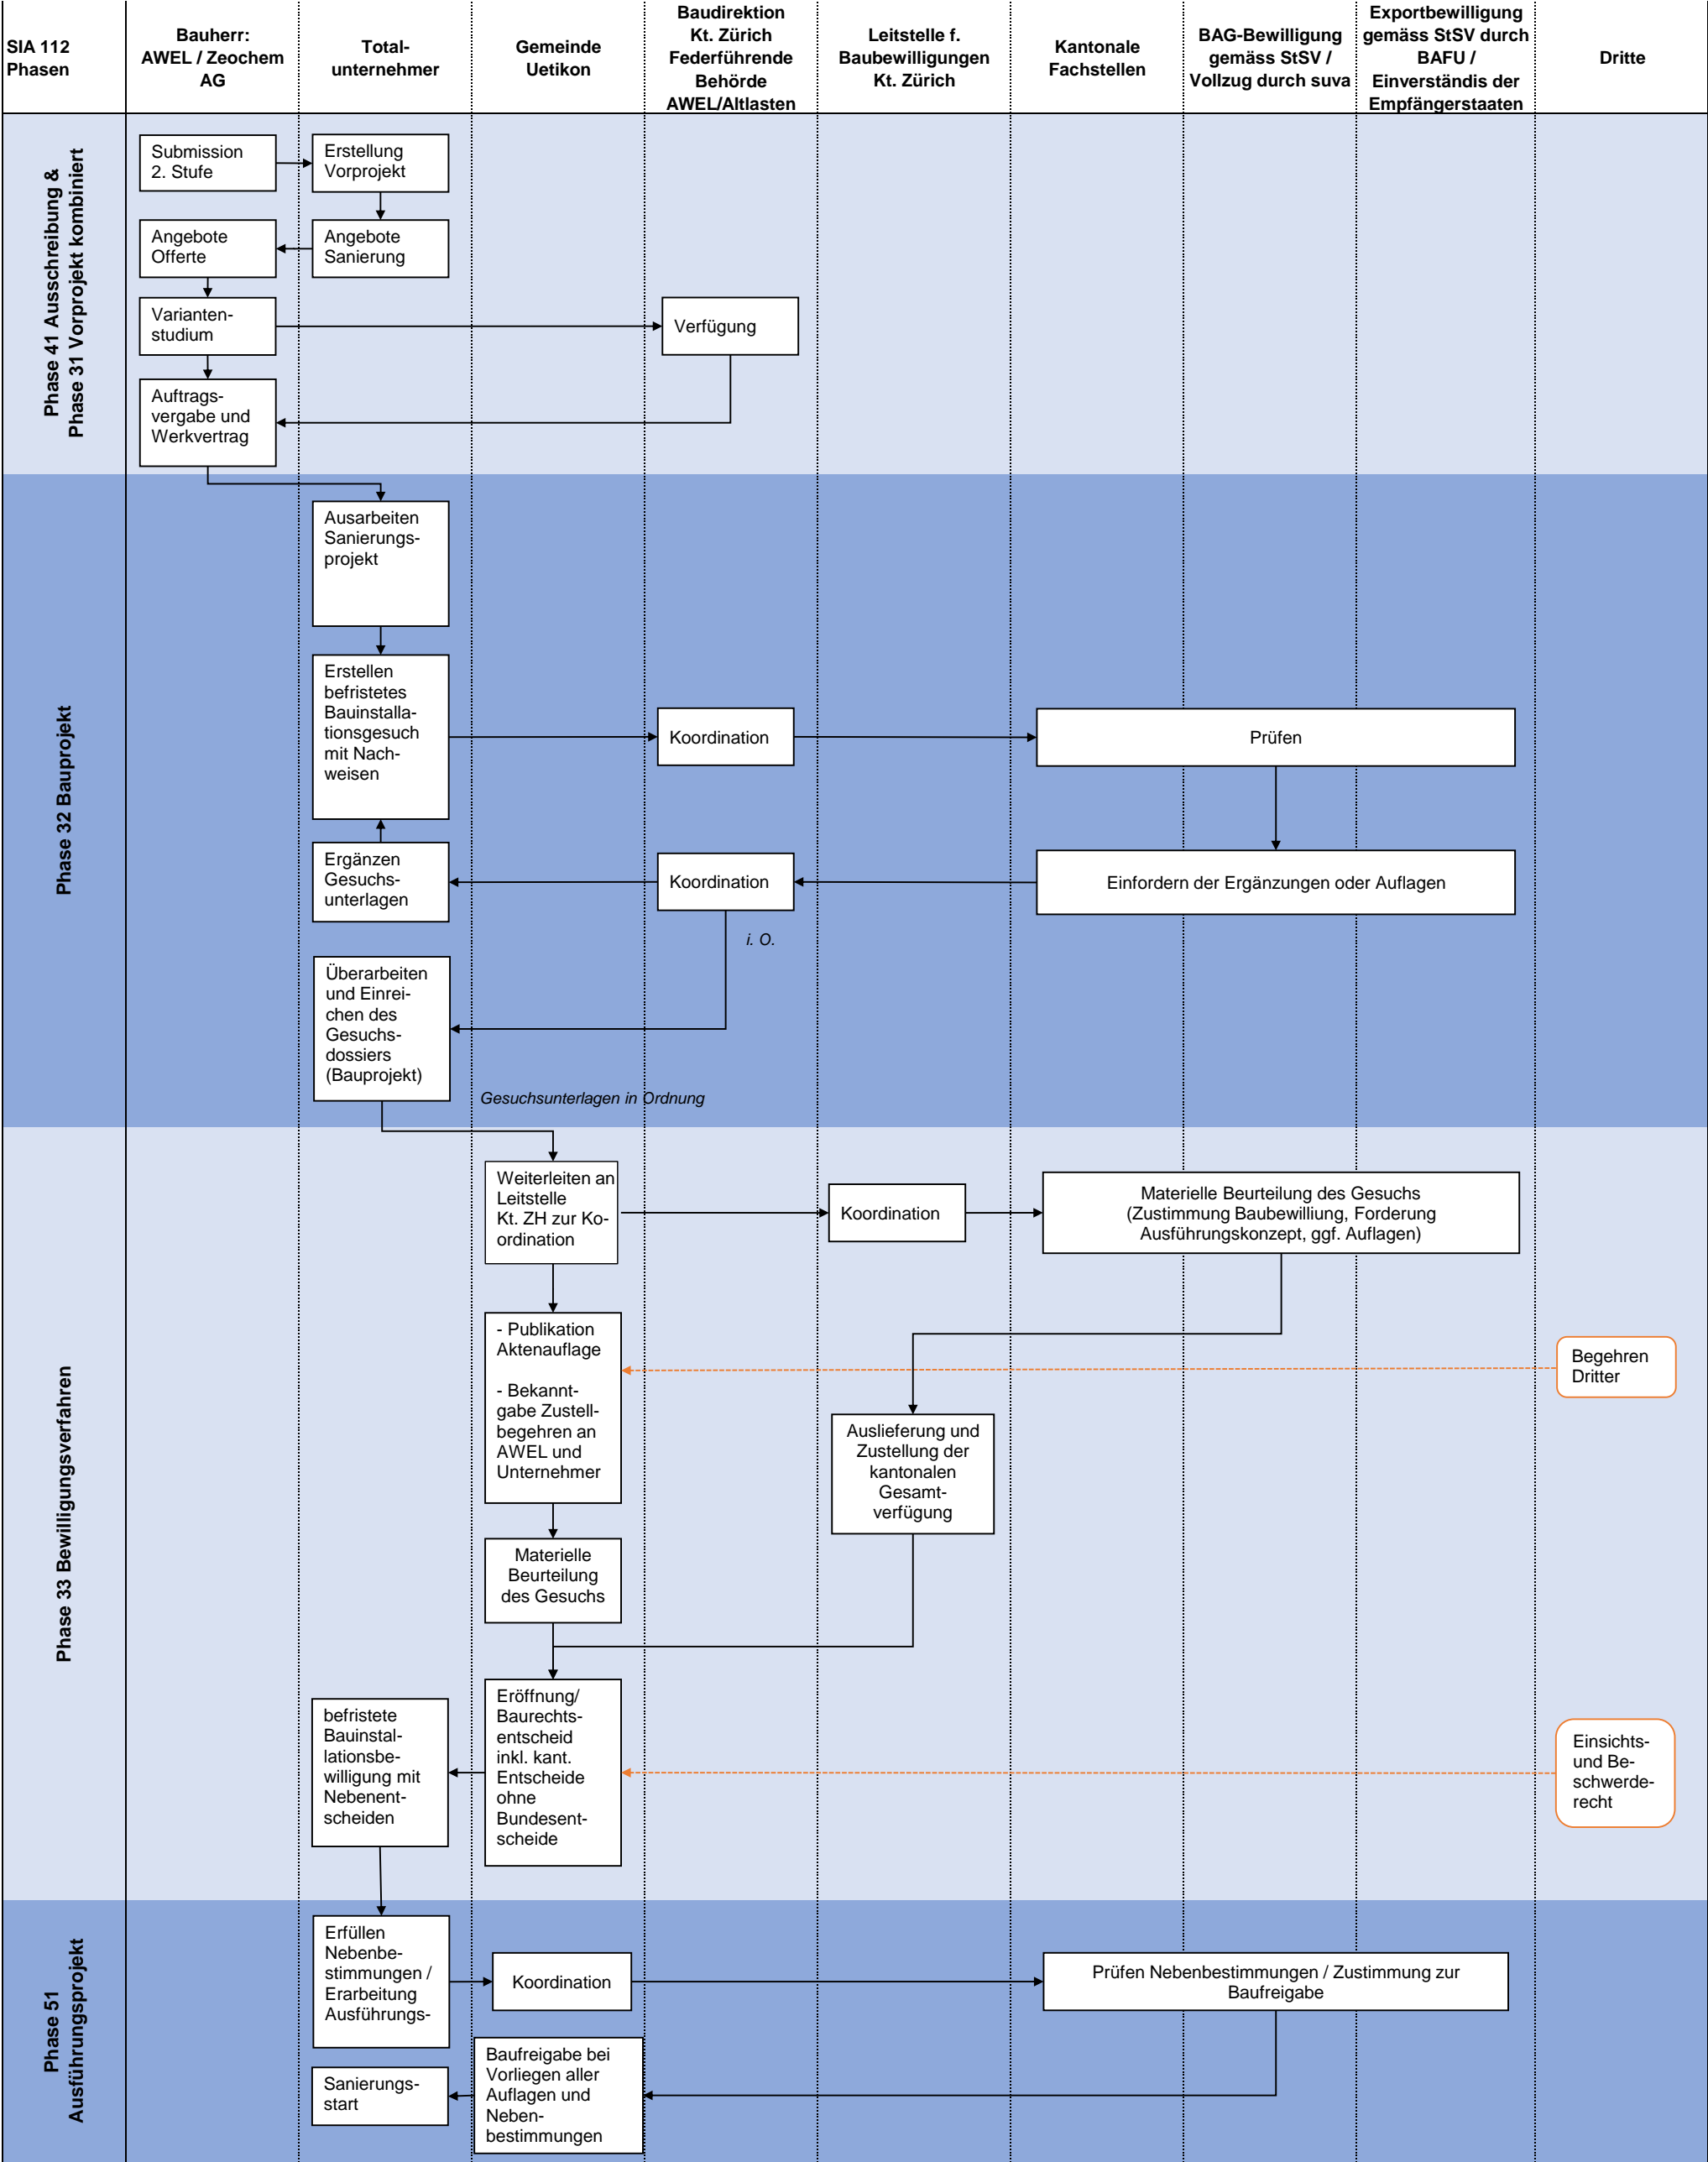 SIA 112
Phasen
Bauherr:
AWEL / Zeochem
AG
Total-
unternehmer
Gemeinde
Uetikon
Baudirektion
Kt. Zürich
Federführende
Behörde
AWEL/Altlasten
Leitstelle f.
Baubewilligungen
Kt. Zürich
Kantonale
Fachstellen
BAG-Bewilligung
gemäss StSV /
Vollzug durch suva
Exportbewilligung
gemäss StSV durch
BAFU /
Einverständis der
Empfängerstaaten
Dritte
Phase 41 Ausschreibung &
Phase 31 Vorprojekt kombiniert
Submission
2. Stufe
Erstellung
Vorprojekt
Angebote
Offerte
Angebote
Sanierung
Varianten-
studium
Verfügung
Auftrags-
vergabe und
Werkvertrag
Phase 32 Bauprojekt
Ausarbeiten
Sanierungs-
projekt
Erstellen
befristetes
Bauinstalla-
tionsgesuch
mit Nach-
weisen
Koordination
Prüfen
Ergänzen
Gesuchs-
unterlagen
Koordination
Einfordern der Ergänzungen oder Auflagen
i. O.
Überarbeiten
und Einrei-
chen des
Gesuchs-
dossiers
(Bauprojekt)
Gesuchsunterlagen in Ordnung
Phase 33 Bewilligungsverfahren
Weiterleiten an
Leitstelle
Kt. ZH zur Ko-
ordination
Koordination
Materielle Beurteilung des Gesuchs
(Zustimmung Baubewilliung, Forderung
Ausführungskonzept, ggf. Auflagen)
- Publikation
Aktenauflage
- Bekannt-
gabe Zustell-
begehren an
AWEL und
Unternehmer
Begehren
Dritter
Auslieferung und
Zustellung der
kantonalen
Gesamt-
verfügung
Materielle
Beurteilung
des Gesuchs
befristete
Bauinstal-
lationsbe-
willigung mit
Nebenent-
scheiden
Eröffnung/
Baurechts-
entscheid
inkl. kant.
Entscheide
ohne
Bundesent-
scheide
Einsichts-
und Be-
schwerde-
recht
Phase 51
Ausführungsprojekt
Erfüllen
Nebenbe-
stimmungen /
Erarbeitung
Ausführungs-
Koordination
Prüfen Nebenbestimmungen / Zustimmung zur
Baufreigabe
Sanierungs-
start
Baufreigabe bei
Vorliegen aller
Auflagen und
Neben-
bestimmungen